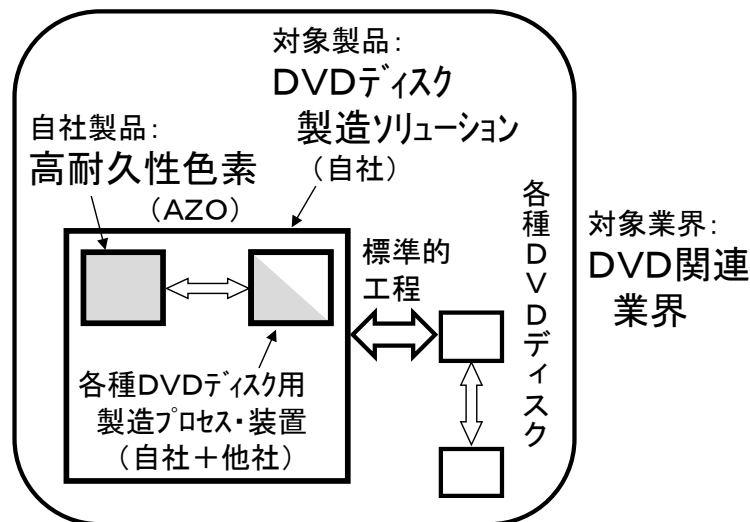 対象製品:
DVDディスク
製造ソリューション
(自社)
自社製品:
高耐久性色素
(AZO)
標準的
工程
各種DVDディスク
対象業界:
DVD関連
業界
各種DVDディスク用
製造プロセス・装置
(自社+他社)